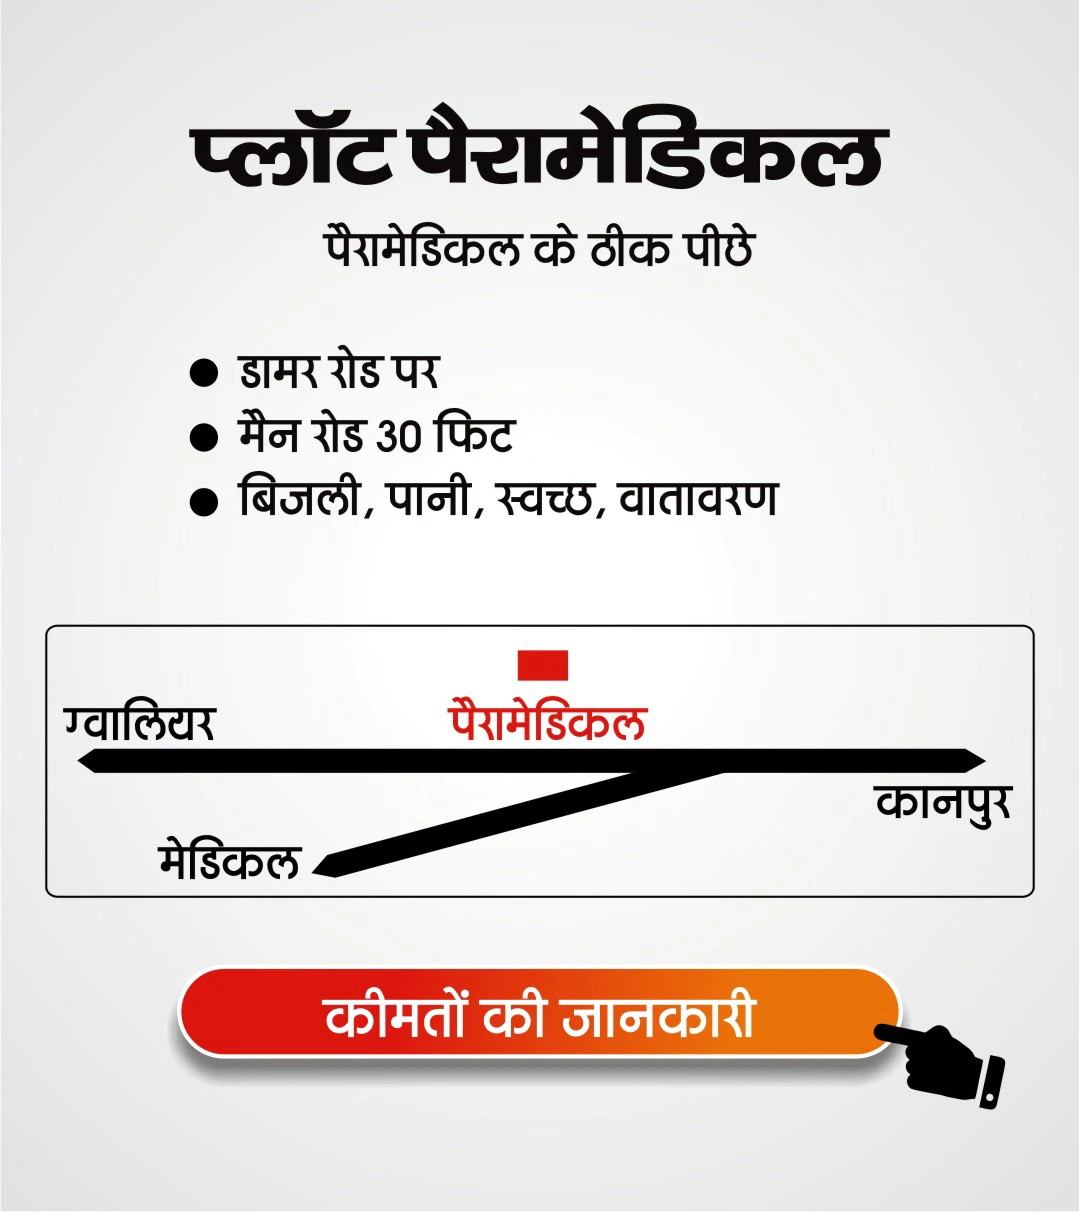 प्लॉट पैरामेडिकल
पैरामेडिकल के ठीक पीछे
● डामर रोड पर
● मैन रोड 30 फिट
● बिजली, पानी, स्वच्छ, वातावरण
ग्वालियर
पैरामेडिकल
कानपुर
मेडिकल
कीमतों की जानकारी